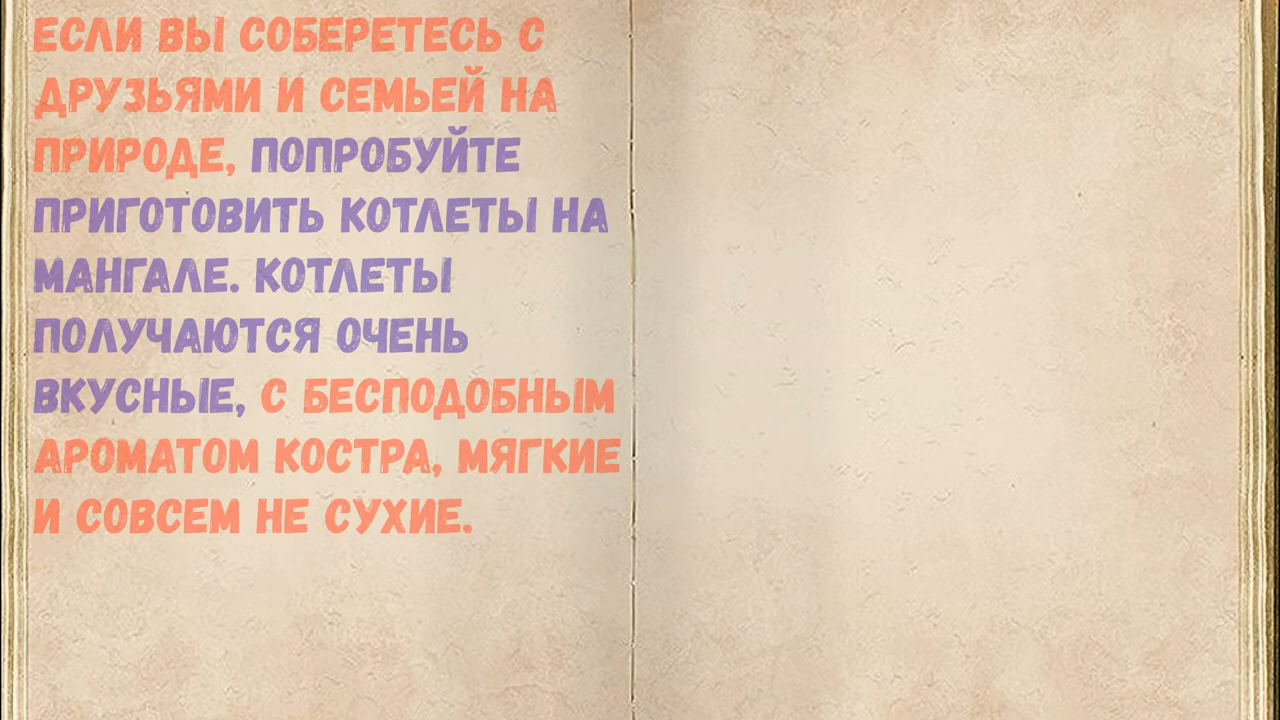 ЕСЛИ ВЫ СОБЕРЕТЕСЬ С
ДРУЗЬЯМИ И СЕМЬЕЙ НА
ПРИРОДЕ, ПОПРОБУЙТЕ
ПРИГОТОВИТЬ КОТЛЕТЫ НА
МАНГАЛЕ. КОТЛЕТЫ
ПОЛУЧАЮТСЯ ОЧЕНЬ
ВКУСНЫЕ, С БЕСПОДОБНЫМ
АРОМАТОМ КОСТРА, МЯГКИЕ
И СОВСЕМ НЕ СУХИЕ.